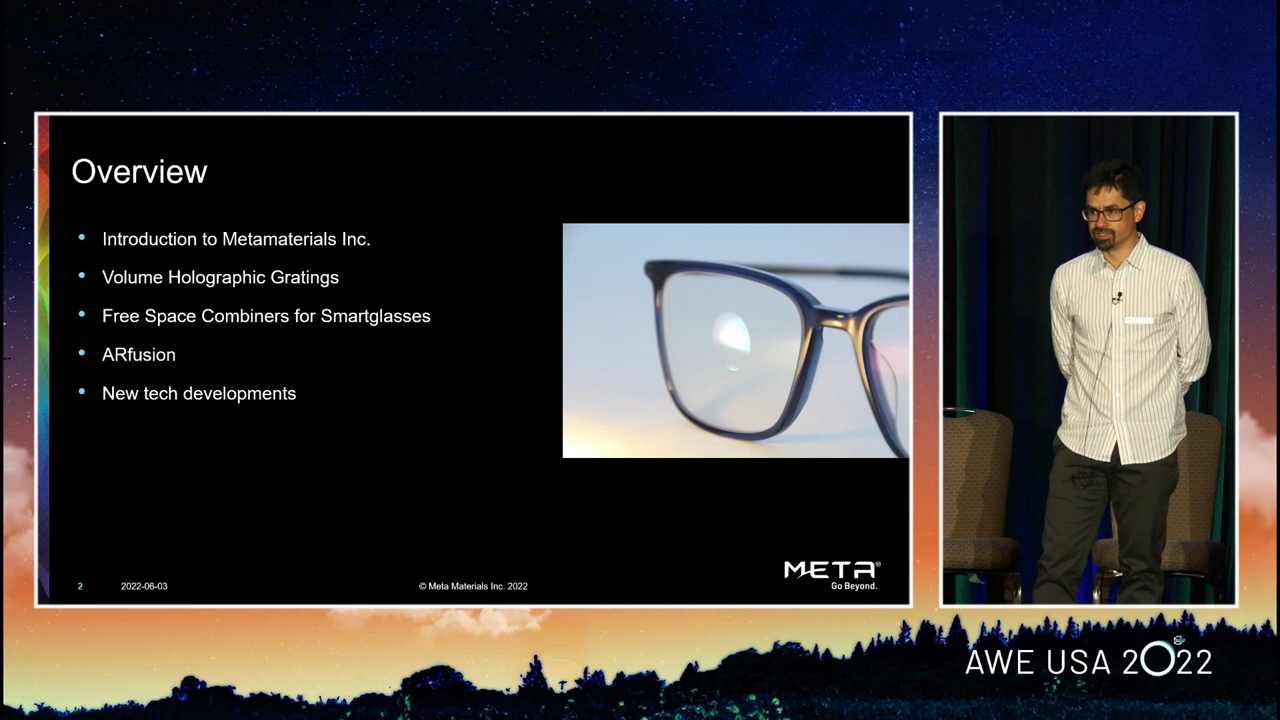 Overview
Introduction to Metamaterials Inc.
Volume Holographic Gratings
Free Space Combiners for Smartglasses
ARfusion
New tech developments
2 2022-06-03 © Meta Materials Inc. 2022
META®
Go Beyond.
AWE USA 2022